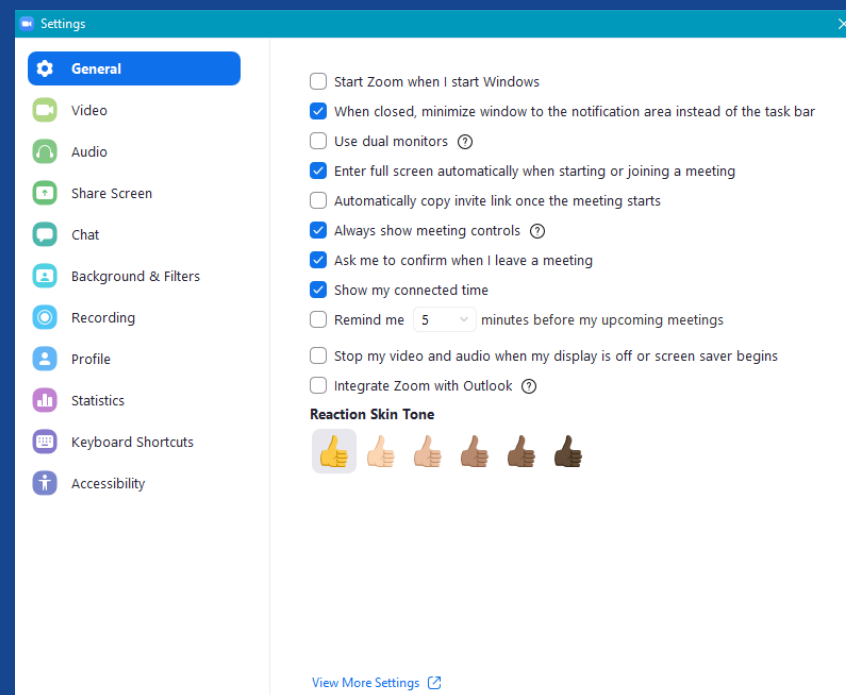 Settings
General
Video
Audio
Share Screen
Chat
Background & Filters
Recording
Profile
Statistics
Keyboard Shortcuts
Accessibility
Start Zoom when I start Windows
When closed, minimize window to the notification area instead of the task bar
Use dual monitors ?
Enter full screen automatically when starting or joining a meeting
Automatically copy invite link once the meeting starts
Always show meeting controls ?
Ask me to confirm when I leave a meeting
Show my connected time
Remind me 5 minutes before my upcoming meetings
Stop my video and audio when my display is off or screen saver begins
Integrate Zoom with Outlook ?
Reaction Skin Tone
View More Settings